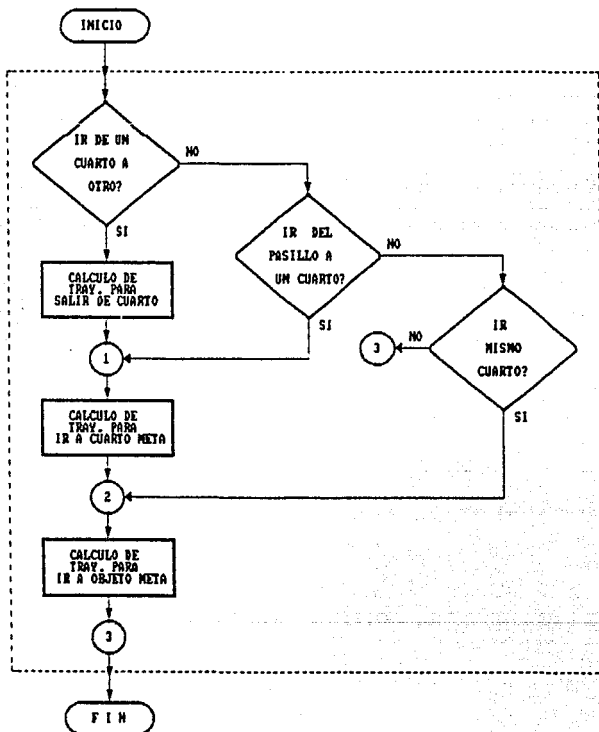 INICIO
IR DE UN
CUARTO A
OTRO?
NO
SI
IR DEL
PASILLO A
UN CUARTO?
NO
SI
IR
MISMO
CUARTO?
NO
3
SI
CALCULO DE
TRAY. PARA
SALIR DE CUARTO
1
CALCULO DE
TRAY. PARA
IR A CUARTO META
2
CALCULO DE
TRAY. PARA
IR A OBJETO META
3
F I N